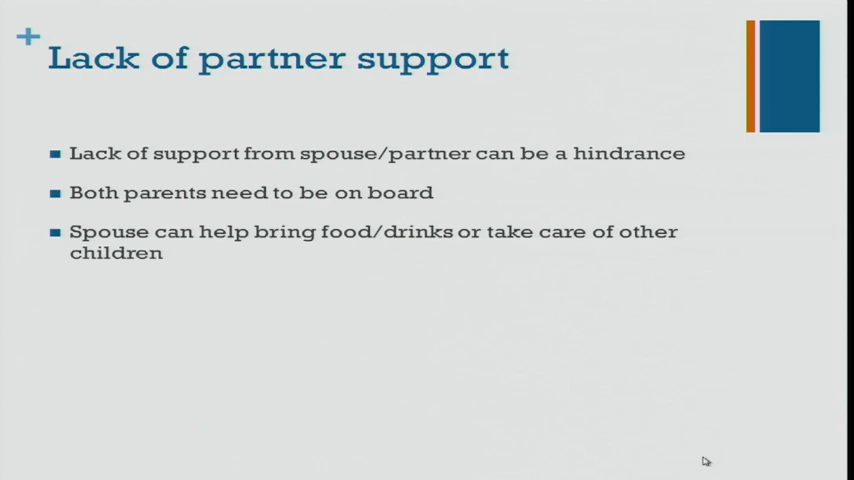 +
Lack of partner support
Lack of support from spouse/partner can be a hindrance
Both parents need to be on board
Spouse can help bring food/drinks or take care of other
children